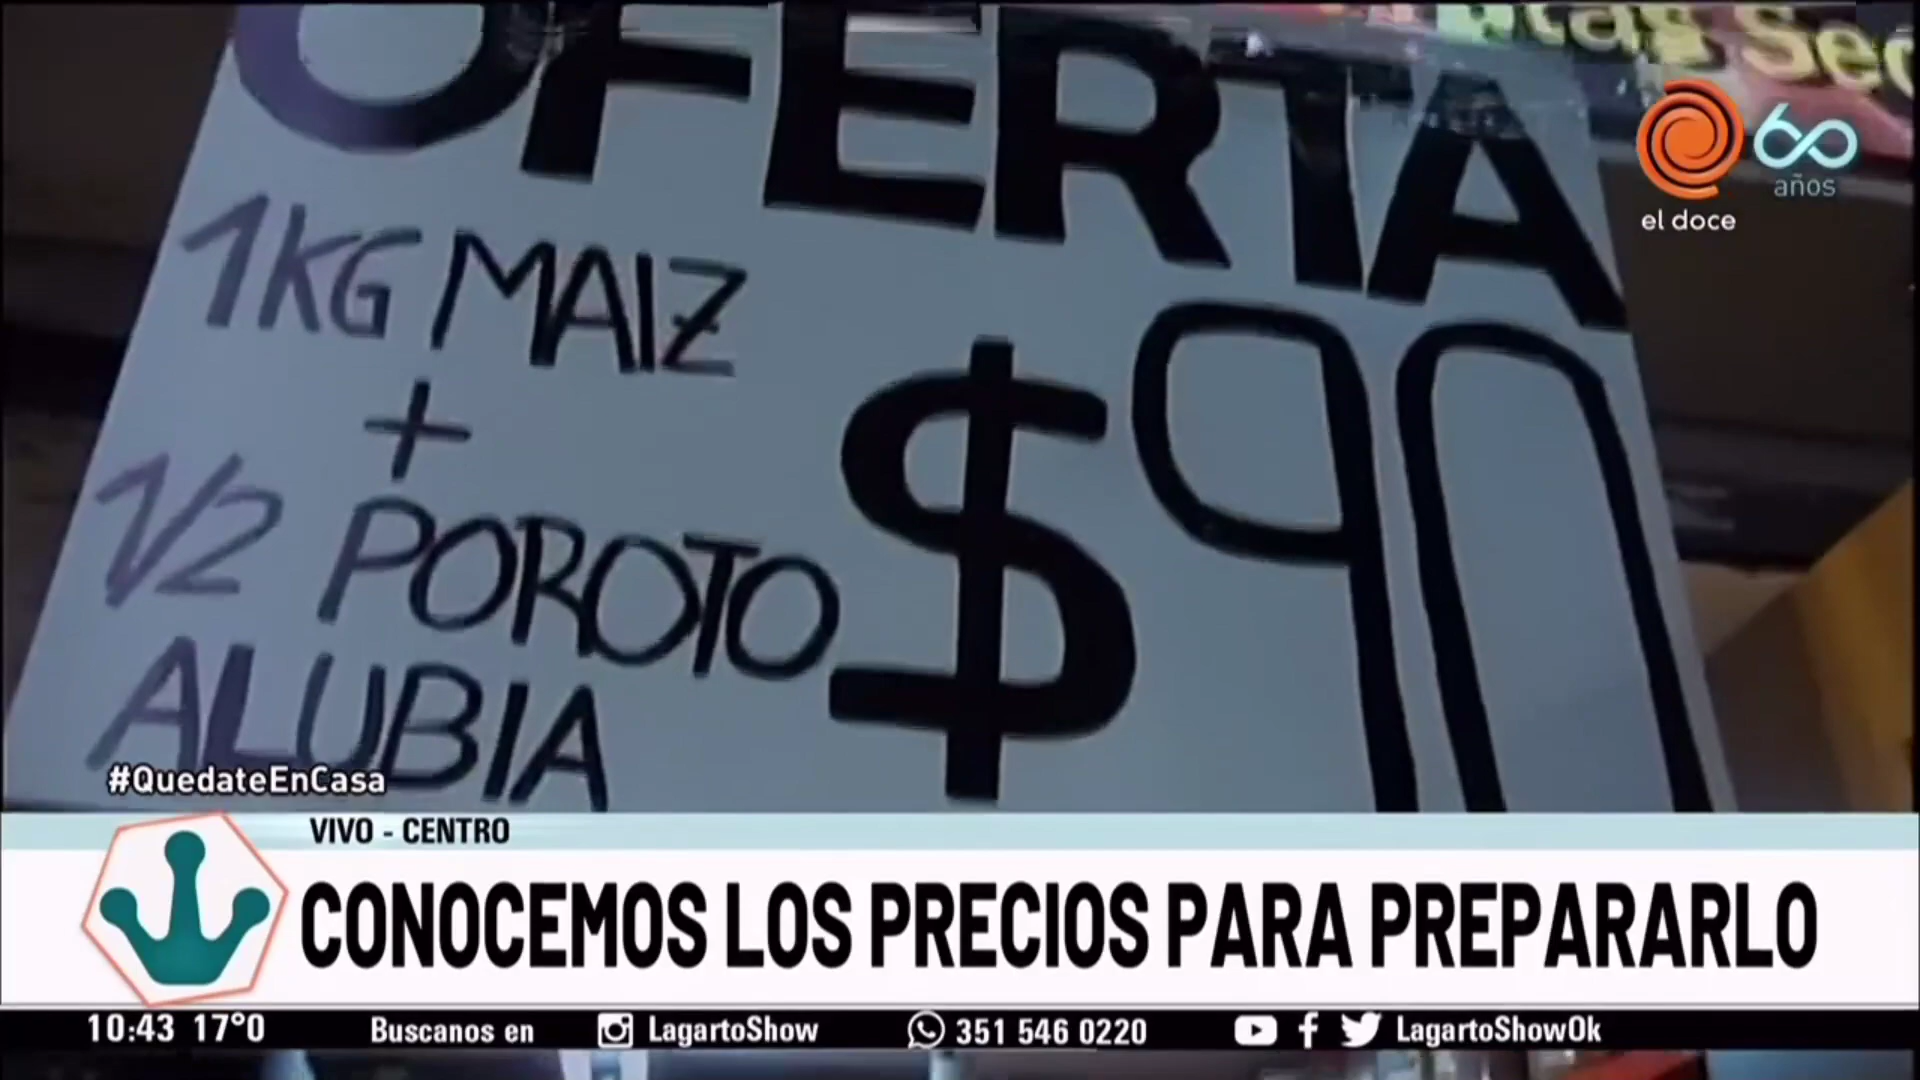 OFERTA
1KG MAIZ
+
1/2 POROTO
ALUBIA
$90
el doce
60
años
#QuedateEnCasa
VIVO - CENTRO
CONOCEMOS LOS PRECIOS PARA PREPARARLO
10:43 17°0 Buscanos en LagartoShow 351 546 0220 LagartoShowOk